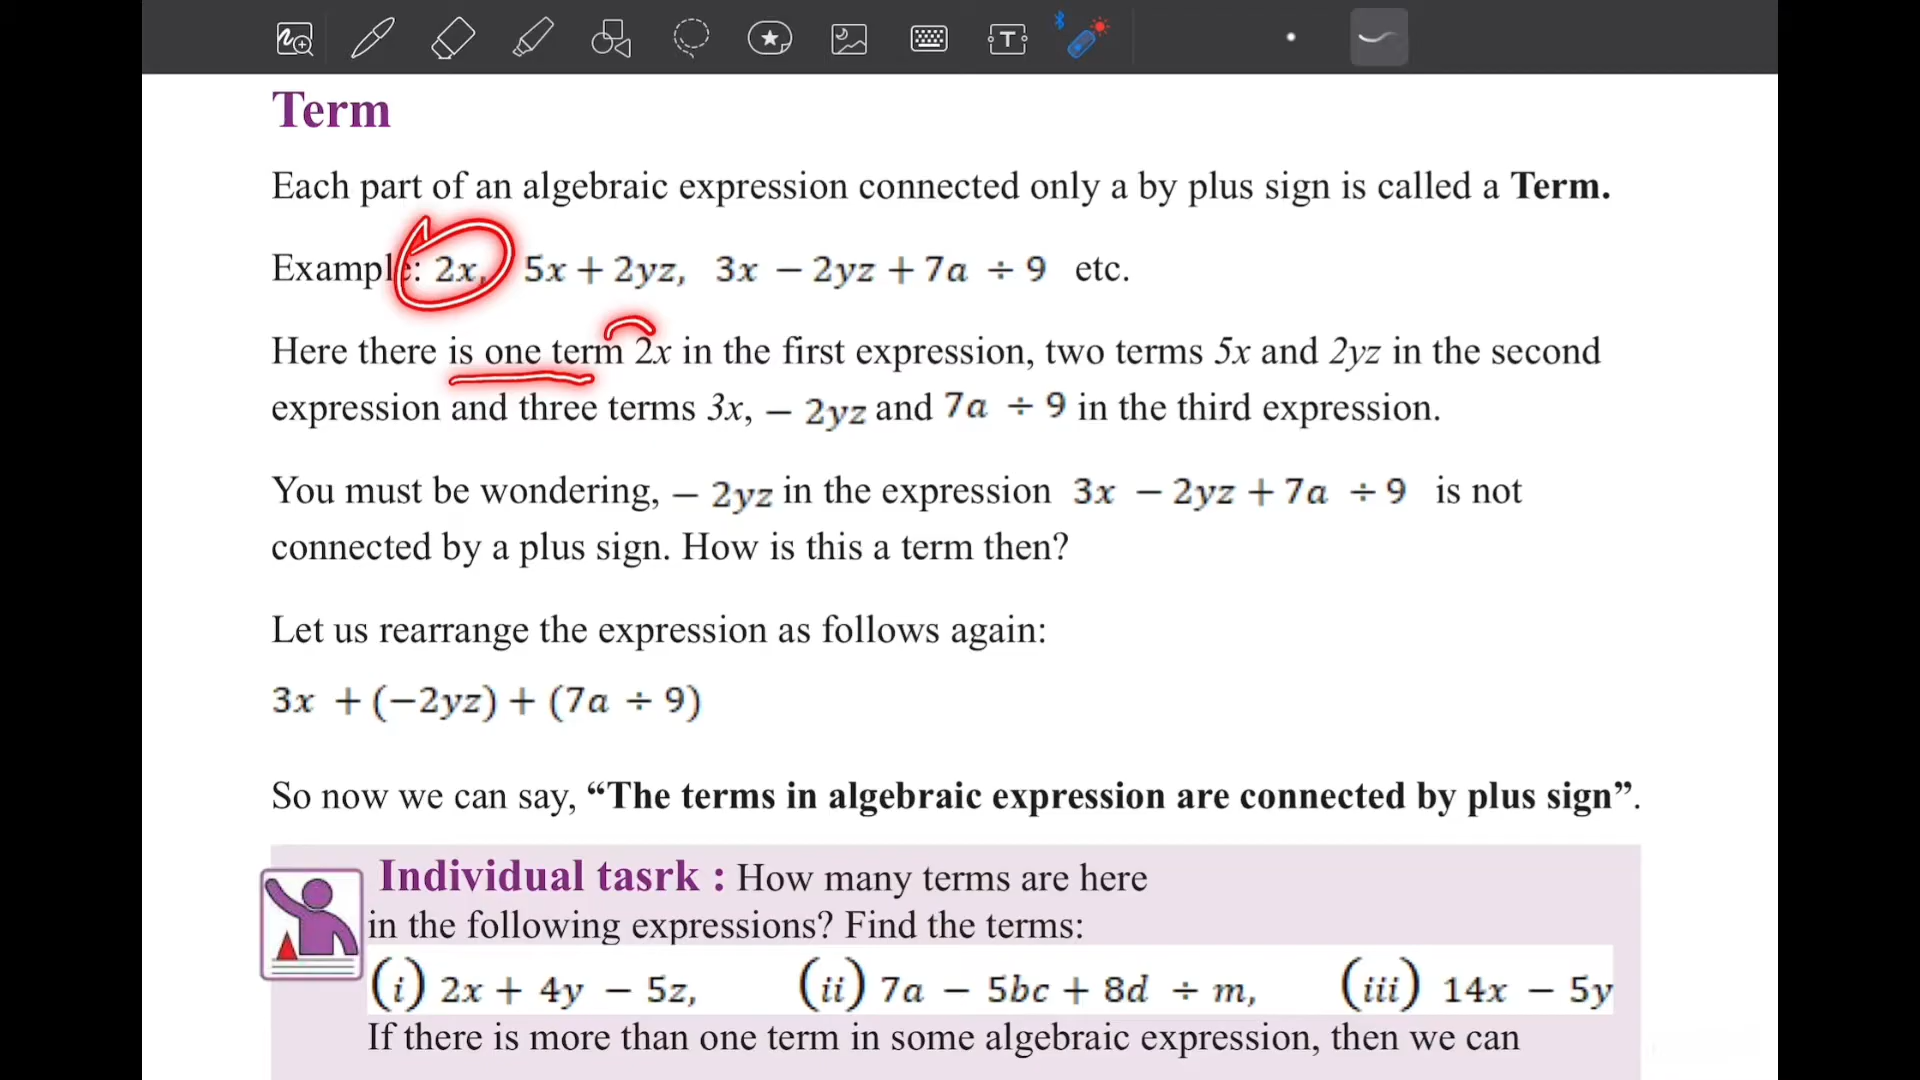 Term
Each part of an algebraic expression connected only a by plus sign is called a Term.
Example: 2x, 5x + 2yz, 3x − 2yz + 7a ÷ 9 etc.
Here there is one term 2x in the first expression, two terms 5x and 2yz in the second
expression and three terms 3x, − 2yz and 7a ÷ 9 in the third expression.
You must be wondering, − 2yz in the expression 3x − 2yz + 7a ÷ 9 is not
connected by a plus sign. How is this a term then?
Let us rearrange the expression as follows again:
3x + (−2yz) + (7a ÷ 9)
So now we can say, “The terms in algebraic expression are connected by plus sign”.
Individual tasrk : How many terms are here
in the following expressions? Find the terms:
(i) 2x + 4y − 5z, (ii) 7a − 5bc + 8d ÷ m, (iii) 14x − 5y
If there is more than one term in some algebraic expression, then we can